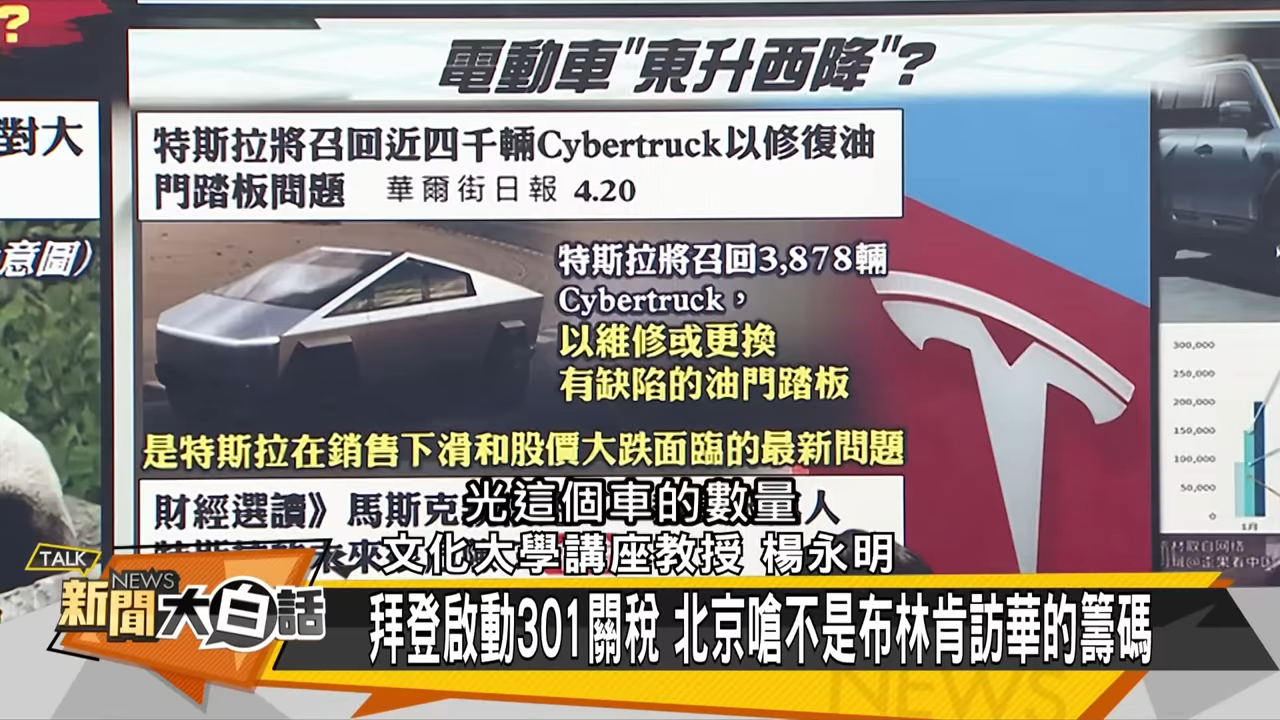 ?
電動車"東升西降"?
對大
特斯拉將召回近四千輛Cybertruck以修復油
門踏板問題 華爾街日報 4.20
意圖)
特斯拉將召回3,878輛
Cybertruck，
以維修或更換
有缺陷的油門踏板
300,000
250,000
200,000
150,000
100,000
50,000
0
1月
是特斯拉在銷售下滑和股價大跌面臨的最新問題
財經選讀》馬斯克
人
光這個車的數量
文化大學講座教授 楊永明
TALK
NEWS
新聞大白話
拜登啟動301關稅 北京嗆不是布林肯訪華的籌碼
NEWS